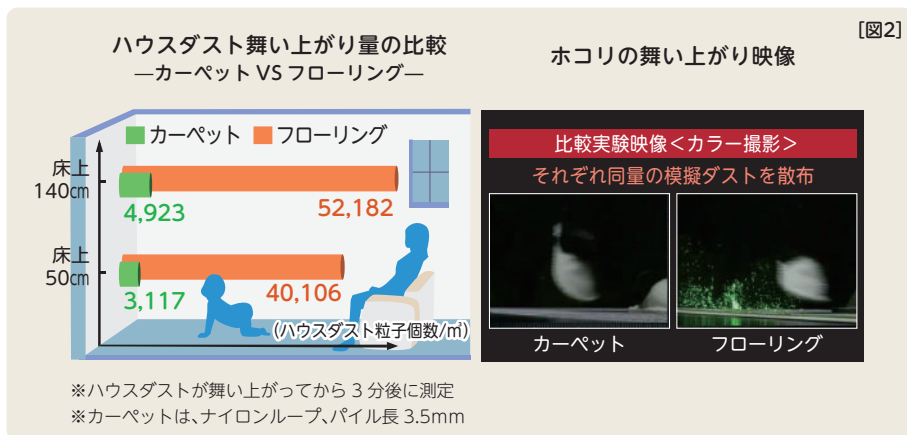 [図2]
ハウスダスト舞い上がり量の比較
―カーペット VS フローリング―
カーペット フローリング
床上
140㎝
4,923
52,182
床上
50㎝
3,117
40,106
(ハウスダスト粒子個数/㎥)
※ハウスダストが舞い上がってから 3 分後に測定
※カーペットは、ナイロンループ、パイル長 3.5mm
ホコリの舞い上がり映像
比較実験映像＜カラー撮影＞
それぞれ同量の模擬ダストを散布
カーペット
フローリング